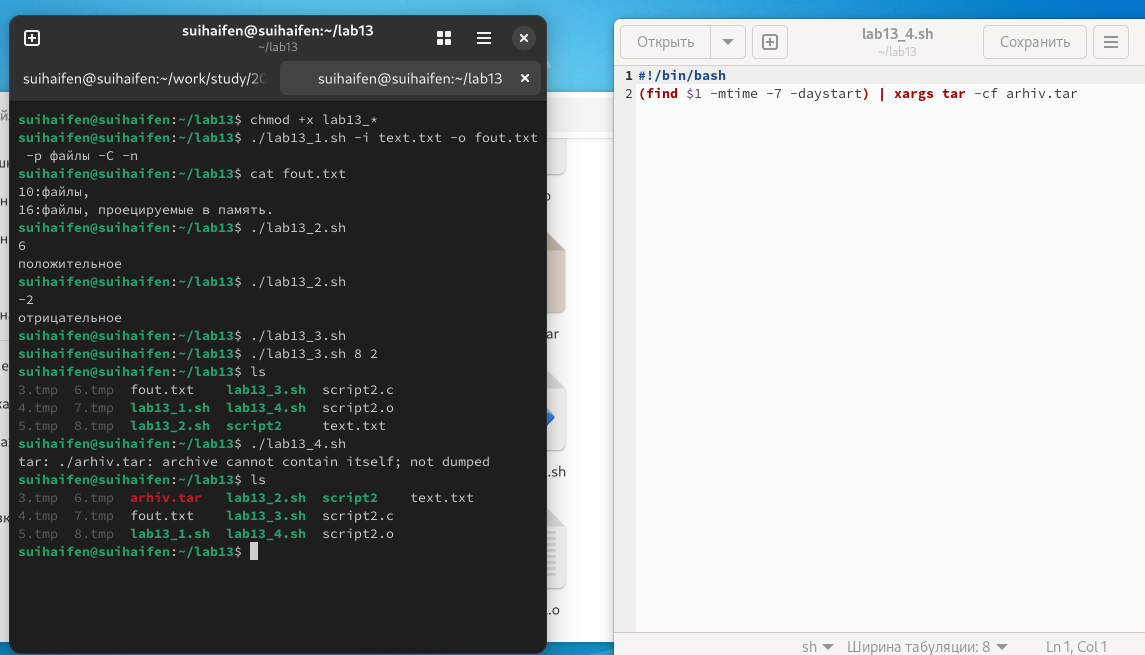 suihaifen@suihaifen:~/lab13
~/lab13
suihaifen@suihaifen:~/work/study/20
suihaifen@suihaifen:~/lab13
suihaifen@suihaifen:~/lab13$ chmod +x lab13_*
suihaifen@suihaifen:~/lab13$ ./lab13_1.sh -i text.txt -o fout.txt
-p файлы -C -n
suihaifen@suihaifen:~/lab13$ cat fout.txt
10:файлы,
16:файлы, проецируемые в память.
suihaifen@suihaifen:~/lab13$ ./lab13_2.sh
6
положительное
suihaifen@suihaifen:~/lab13$ ./lab13_2.sh
-2
отрицательное
suihaifen@suihaifen:~/lab13$ ./lab13_3.sh
suihaifen@suihaifen:~/lab13$ ./lab13_3.sh 8 2
suihaifen@suihaifen:~/lab13$ ls
3.tmp 6.tmp fout.txt lab13_3.sh script2.c
4.tmp 7.tmp lab13_1.sh lab13_4.sh script2.o
5.tmp 8.tmp lab13_2.sh script2 text.txt
suihaifen@suihaifen:~/lab13$ ./lab13_4.sh
tar: ./arhiv.tar: archive cannot contain itself; not dumped
suihaifen@suihaifen:~/lab13$ ls
3.tmp 6.tmp arhiv.tar lab13_2.sh script2 text.txt
4.tmp 7.tmp fout.txt lab13_3.sh script2.c
5.tmp 8.tmp lab13_1.sh lab13_4.sh script2.o
suihaifen@suihaifen:~/lab13$
ar
.sh
.o
Открыть
lab13_4.sh
~/lab13
Сохранить
1 #!/bin/bash
2 (find $1 -mtime -7 -daystart) | xargs tar -cf arhiv.tar
sh
Ширина табуляции: 8
Ln 1, Col 1